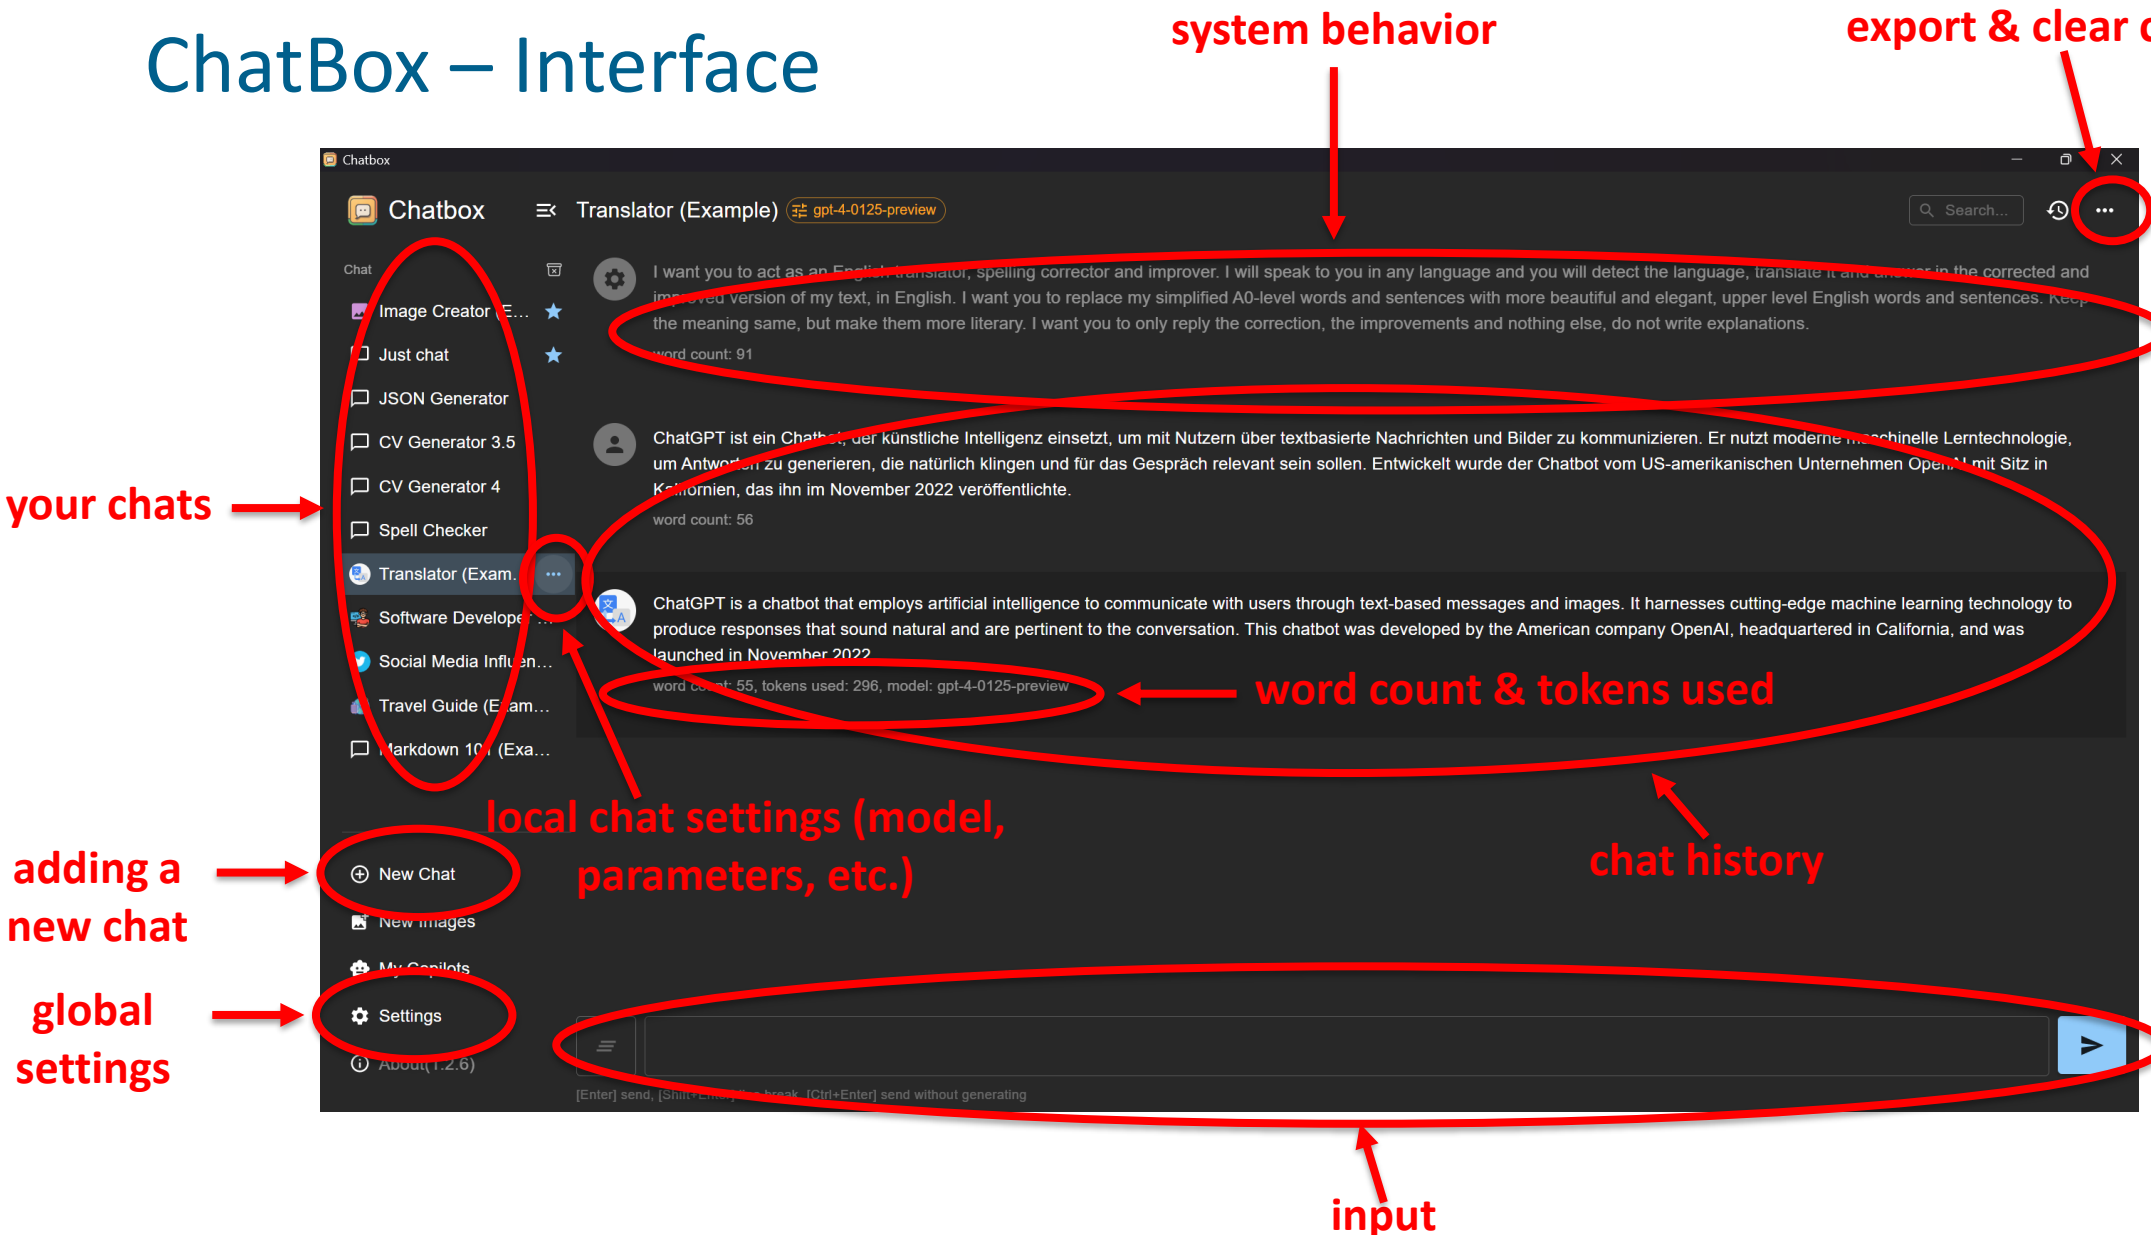 system behavior
export & clear
ChatBox – Interface
Chatbox
Chatbox
Translator (Example)
gpt-4-0125-preview
Search...
Chat
Image Creator (E...
Just chat
JSON Generator
CV Generator 3.5
CV Generator 4
Spell Checker
Translator (Exam.
Software Developer ...
Social Media Influen...
Travel Guide (Exam...
Markdown 101 (Exa...
New Chat
New Images
My Copilots
Settings
About(1.2.6)
I want you to act as an English translator, spelling corrector and improver. I will speak to you in any language and you will detect the language, translate it and answer in the corrected and
improved version of my text, in English. I want you to replace my simplified A0-level words and sentences with more beautiful and elegant, upper level English words and sentences. Keep
the meaning same, but make them more literary. I want you to only reply the correction, the improvements and nothing else, do not write explanations.
word count: 91
ChatGPT ist ein Chatbot, der künstliche Intelligenz einsetzt, um mit Nutzern über textbasierte Nachrichten und Bilder zu kommunizieren. Er nutzt moderne maschinelle Lerntechnologie,
um Antworten zu generieren, die natürlich klingen und für das Gespräch relevant sein sollen. Entwickelt wurde der Chatbot vom US-amerikanischen Unternehmen OpenAI mit Sitz in
Kalifornien, das ihn im November 2022 veröffentlichte.
word count: 56
ChatGPT is a chatbot that employs artificial intelligence to communicate with users through text-based messages and images. It harnesses cutting-edge machine learning technology to
produce responses that sound natural and are pertinent to the conversation. This chatbot was developed by the American company OpenAI, headquartered in California, and was
launched in November 2022.
word count: 55, tokens used: 296, model: gpt-4-0125-preview
[Enter] send, [Shift+Enter] line break, [Ctrl+Enter] send without generating
your chats
word count & tokens used
local chat settings (model,
parameters, etc.)
chat history
adding a
new chat
global
settings
input